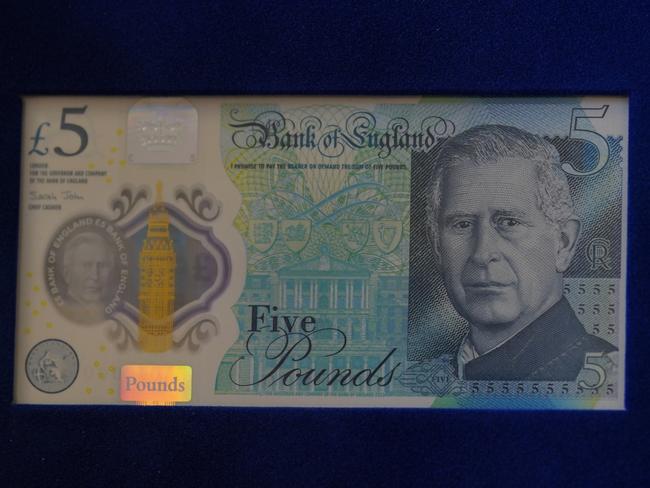 £5
LONDON
FOR THE GOVERNOR AND COMPANY
OF THE BANK OF ENGLAND
Sarah John
CHIEF CASHIER
Bank of England
I PROMISE TO PAY THE BEARER ON DEMAND THE SUM OF FIVE POUNDS
5
£5 BANK OF ENGLAND £5 BANK OF ENGLAND
£
R
5 5 5 5
5 5
5 5
Five
Pounds
Pounds
FIVE
5 5 5 5 5 5 5 5 5 5
5